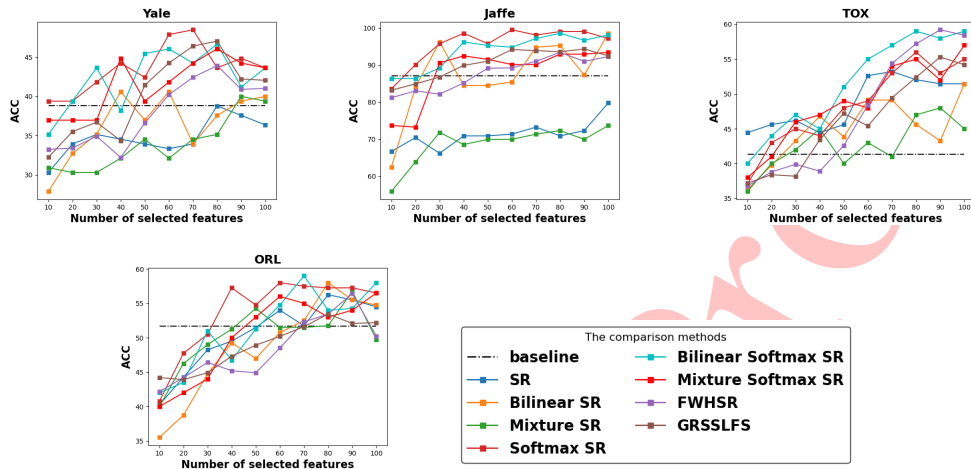 Yale
ACC
45
40
35
30
10 20 30 40 50 60 70 80 90 100
Number of selected features
Jaffe
ACC
100
90
80
70
60
10 20 30 40 50 60 70 80 90 100
Number of selected features
TOX
ACC
60
55
50
45
40
35
10 20 30 40 50 60 70 80 90 100
Number of selected features
ORL
ACC
60
55
50
45
40
35
10 20 30 40 50 60 70 80 90 100
Number of selected features
The comparison methods
baseline
SR
Bilinear SR
Mixture SR
Softmax SR
Bilinear Softmax SR
Mixture Softmax SR
FWHSR
GRSSLFS